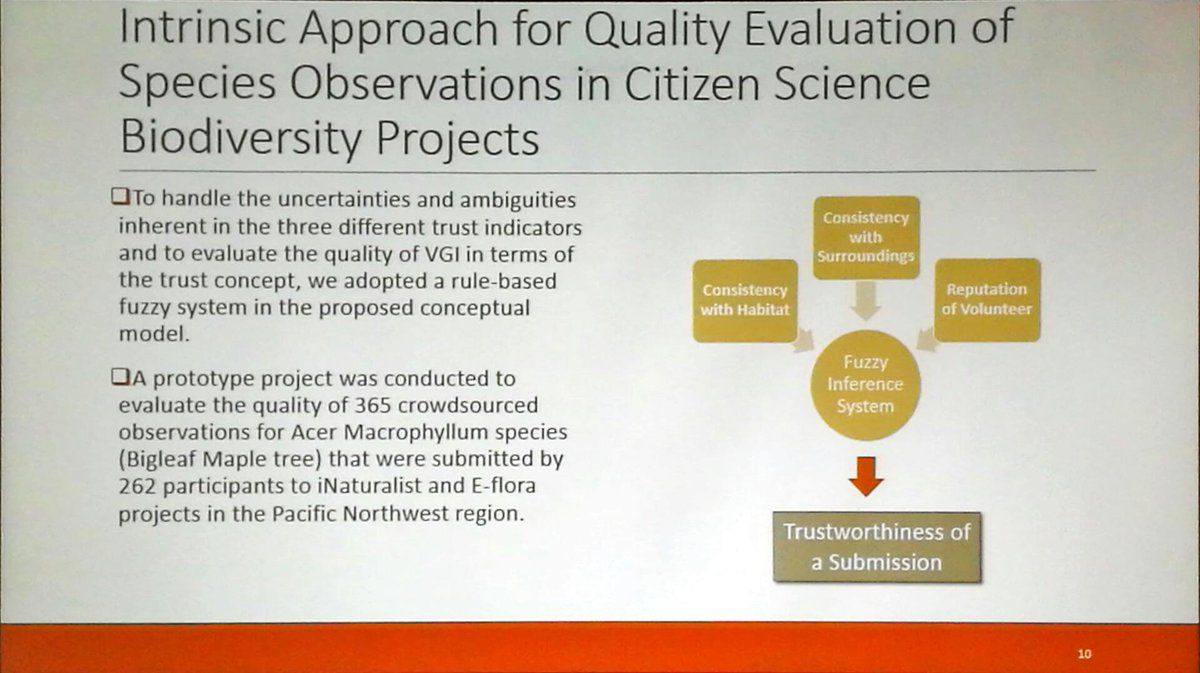 Intrinsic Approach for Quality Evaluation of
Species Observations in Citizen Science
Biodiversity Projects
To handle the uncertainties and ambiguities
inherent in the three different trust indicators
and to evaluate the quality of VGI in terms of
the trust concept, we adopted a rule-based
fuzzy system in the proposed conceptual
model.
A prototype project was conducted to
evaluate the quality of 365 crowdsourced
observations for Acer Macrophyllum species
(Bigleaf Maple tree) that were submitted by
262 participants to iNaturalist and E-flora
projects in the Pacific Northwest region.
Consistency
with
Surroundings
Consistency
with Habitat
Reputation
of Volunteer
Fuzzy
Inference
System
Trustworthiness of
a Submission
10